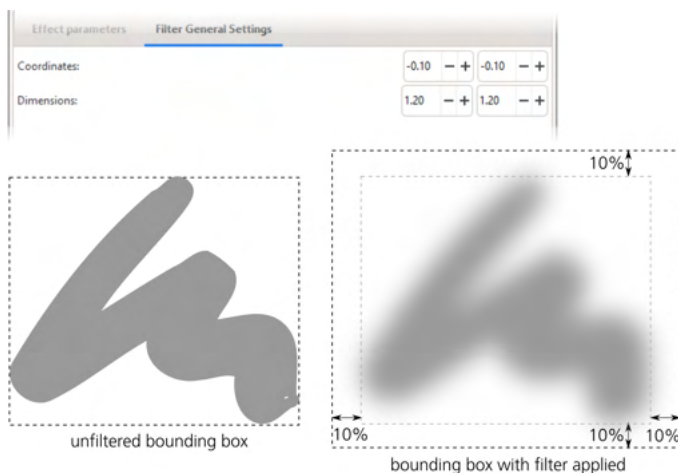 Effect parameters Filter General Settings
Coordinates: -0.10 − + -0.10 − +
Dimensions: 1.20 − + 1.20 − +
10%
10% 10% 10%
unfiltered bounding box
bounding box with filter applied